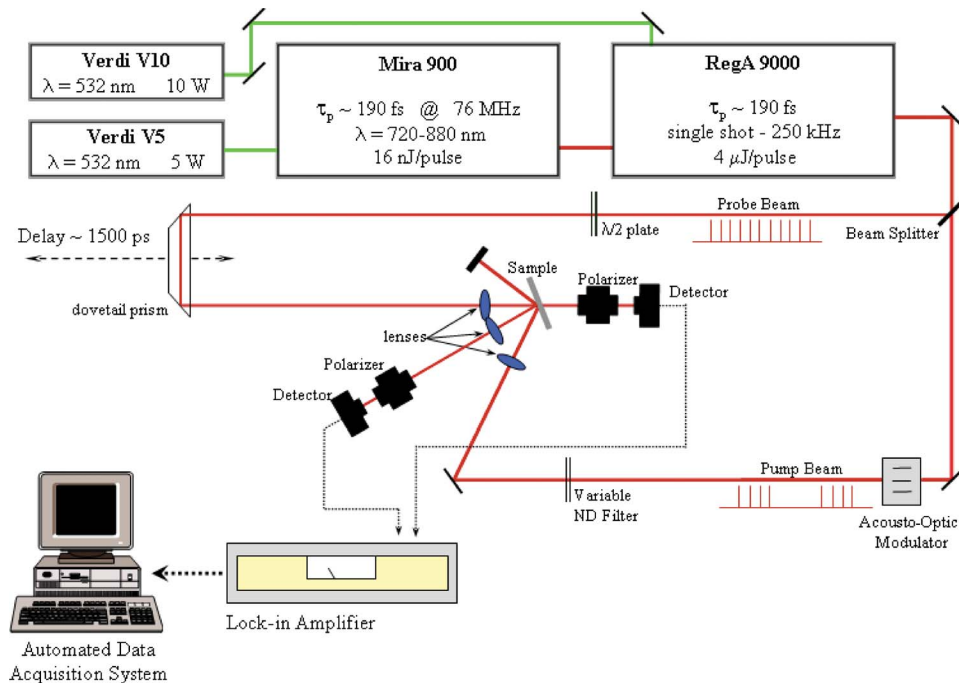 Verdi V10
λ = 532 nm 10 W
Verdi V5
λ = 532 nm 5 W
Mira 900
τp ~ 190 fs @ 76 MHz
λ = 720-880 nm
16 nJ/pulse
RegA 9000
τp ~ 190 fs
single shot - 250 kHz
4 μJ/pulse
Delay ~ 1500 ps
dovetail prism
λ/2 plate
Probe Beam
Beam Splitter
Sample
Polarizer
Detector
lenses
Polarizer
Detector
Variable
ND Filter
Pump Beam
Acousto-Optic
Modulator
Lock-in Amplifier
Automated Data
Acquisition System